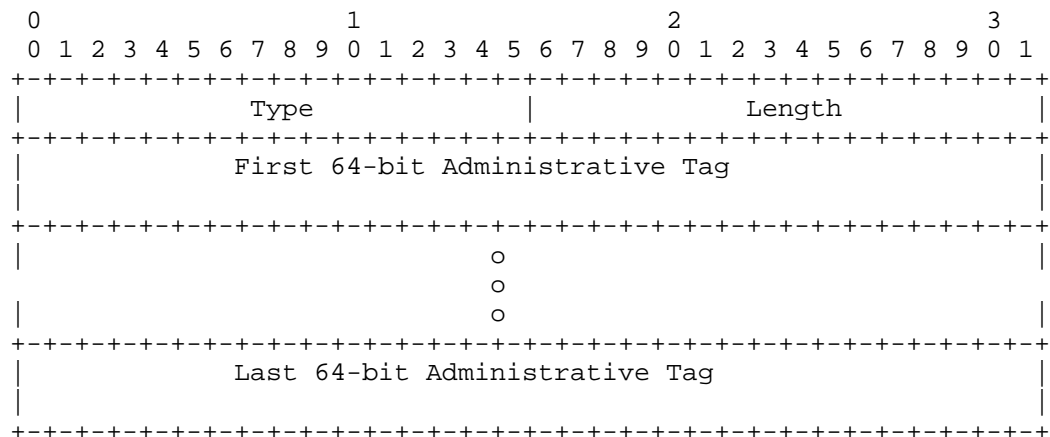 0                   1                   2                   3
 0 1 2 3 4 5 6 7 8 9 0 1 2 3 4 5 6 7 8 9 0 1 2 3 4 5 6 7 8 9 0 1
+-+-+-+-+-+-+-+-+-+-+-+-+-+-+-+-+-+-+-+-+-+-+-+-+-+-+-+-+-+-+-+-+
|              Type             |             Length            |
+-+-+-+-+-+-+-+-+-+-+-+-+-+-+-+-+-+-+-+-+-+-+-+-+-+-+-+-+-+-+-+-+
|             First 64-bit Administrative Tag                   |
|                                                               |
+-+-+-+-+-+-+-+-+-+-+-+-+-+-+-+-+-+-+-+-+-+-+-+-+-+-+-+-+-+-+-+-+
|                             o                                 |
                              o
|                             o                                 |
+-+-+-+-+-+-+-+-+-+-+-+-+-+-+-+-+-+-+-+-+-+-+-+-+-+-+-+-+-+-+-+-+
|             Last 64-bit Administrative Tag                    |
|                                                               |
+-+-+-+-+-+-+-+-+-+-+-+-+-+-+-+-+-+-+-+-+-+-+-+-+-+-+-+-+-+-+-+-+